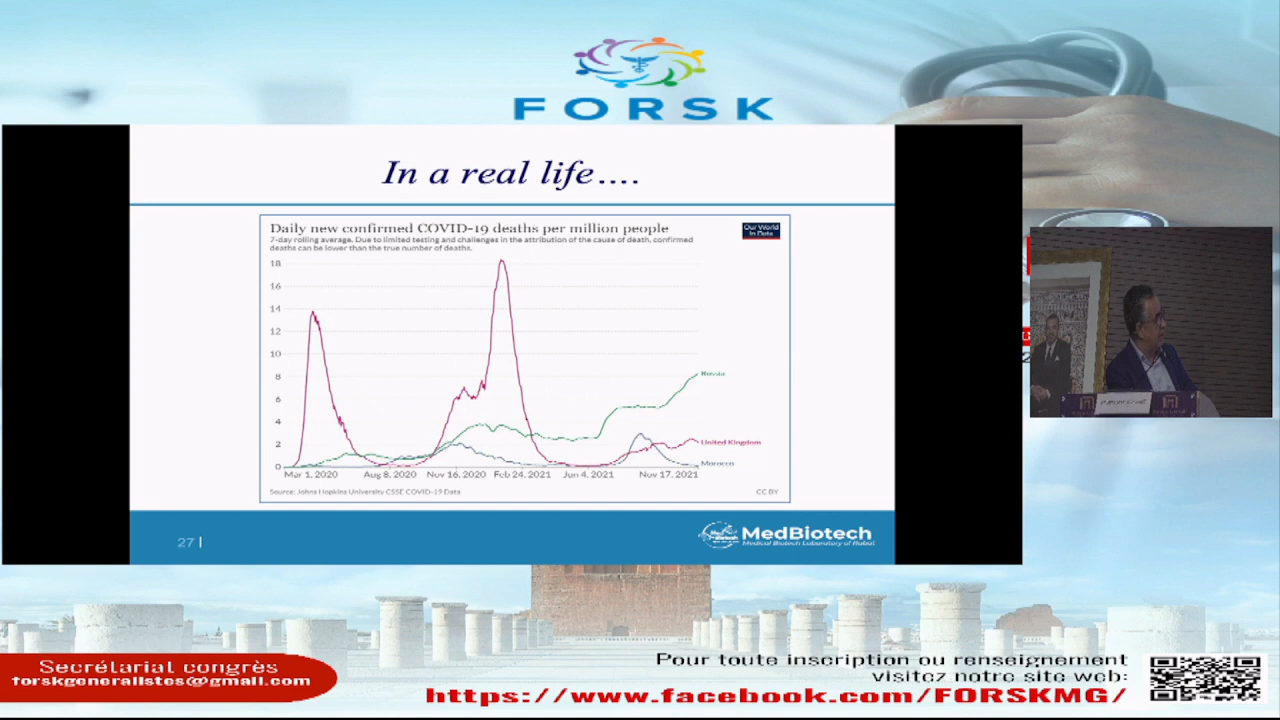 FORSK
In a real life....
Daily new confirmed COVID-19 deaths per million people
7-day rolling average. Due to limited testing and challenges in the attribution of the cause of death, confirmed
deaths can be lower than the true number of deaths.
Our World
in Data
18
16
14
12
10
8
6
4
2
0
Russia
United Kingdom
Morocco
Mar 1, 2020
Aug 8, 2020
Nov 16, 2020
Feb 24, 2021
Jun 4, 2021
Nov 17, 2021
Source: Johns Hopkins University CSSE COVID-19 Data
CC BY
27 |
MedBiotech
Medical Biotech Laboratory of Rabat
Secrétariat congrès
forskgeneralistes@gmail.com
Pour toute inscription ou renseignement
visitez notre site web:
https://www.facebook.com/FORSKMG/